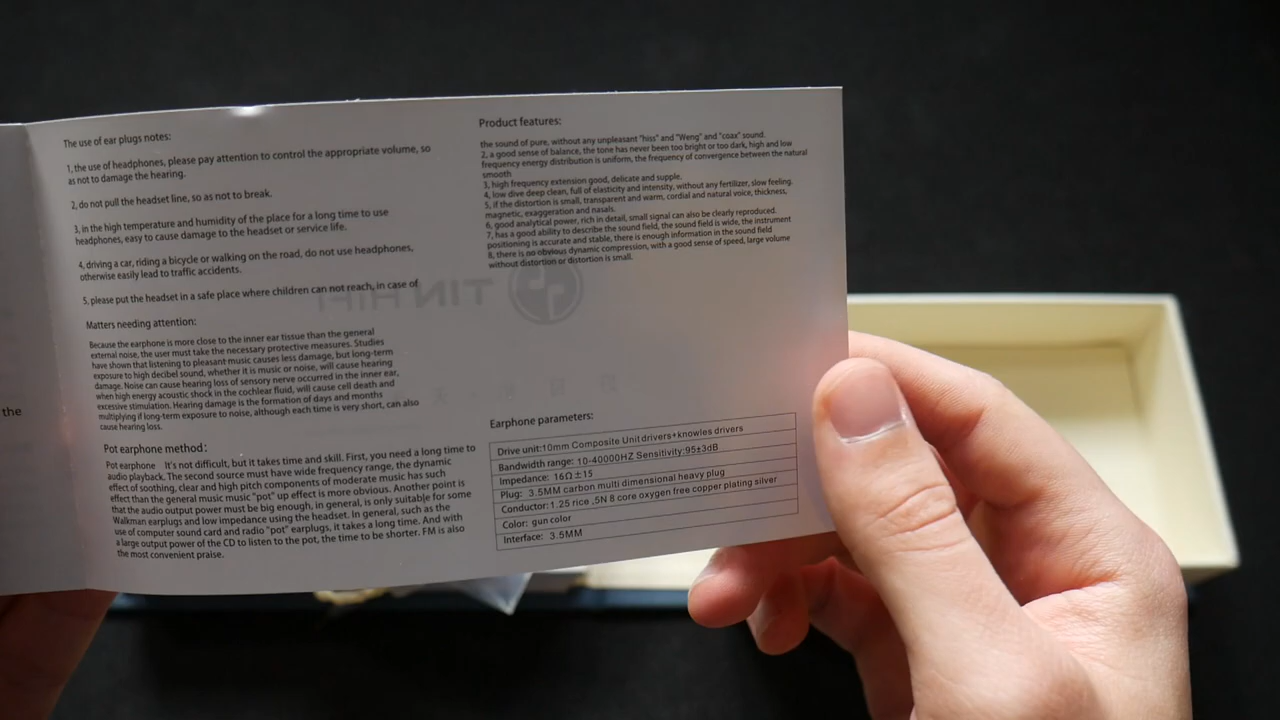 the
The use of ear plugs notes:
1, the use of headphones, please pay attention to control the appropriate volume, so
as not to damage the hearing.
2, do not pull the headset line, so as not to break.
3, in the high temperature and humidity of the place for a long time to use
headphones, easy to cause damage to the headset or service life.
4, driving a car, riding a bicycle or walking on the road, do not use headphones,
otherwise easily lead to traffic accidents.
5, please put the headset in a safe place where children can not reach, in case of
Matters needing attention:
Because the earphone is more close to the inner ear tissue than the general
external noise, the user must take the necessary protective measures. Studies
have shown that listening to pleasant music causes less damage, but long-term
exposure to high decibel sound, whether it is music or noise, will cause hearing
damage. Noise can cause hearing loss of sensory nerve occurred in the inner ear,
when high energy acoustic shock in the cochlear fluid, will cause cell death and
excessive stimulation. Hearing damage is the formation of days and months
multiplying if long-term exposure to noise, although each time is very short, can also
cause hearing loss.
Pot earphone method:
Pot earphone It's not difficult, but it takes time and skill. First, you need a long time to
audio playback. The second source must have wide frequency range, the dynamic
effect of soothing, clear and high pitch components of moderate music has such
effect than the general music music "pot" up effect is more obvious. Another point is
that the audio output power must be big enough, in general, is only suitable for some
Walkman earplugs and low impedance using the headset. In general, such as the
use of computer sound card and radio "pot" earplugs, it takes a long time. And with
a large output power of the CD to listen to the pot, the time to be shorter. FM is also
the most convenient praise.
Product features:
the sound of pure, without any unpleasant "hiss" and "Weng" and "coax" sound.
2, a good sense of balance, the tone has never been too bright or too dark, high and low
frequency energy distribution is uniform, the frequency of convergence between the natural
smooth
3, high frequency extension good, delicate and supple.
4, low dive deep clean, full of elasticity and intensity, without any fertilizer, slow feeling.
5, if the distortion is small, transparent and warm, cordial and natural voice, thickness,
magnetic, exaggeration and nasals.
6, good analytical power, rich in detail, small signal can also be clearly reproduced.
7, has a good ability to describe the sound field, the sound field is wide, the instrument
positioning is accurate and stable, there is enough information in the sound field
8, there is no obvious dynamic compression, with a good sense of speed, large volume
without distortion or distortion is small.
TIN HIFI
Earphone parameters:
Drive unit:10mm Composite Unitdrivers+knowles drivers
Bandwidth range: 10-40000HZ Sensitivity:95±3dB
Impedance: 16Ω±15
Plug: 3.5MM carbon multi dimensional heavy plug
Conductor:1.25 rice ,5N 8 core oxygen free copper plating silver
Color: gun color
Interface: 3.5MM